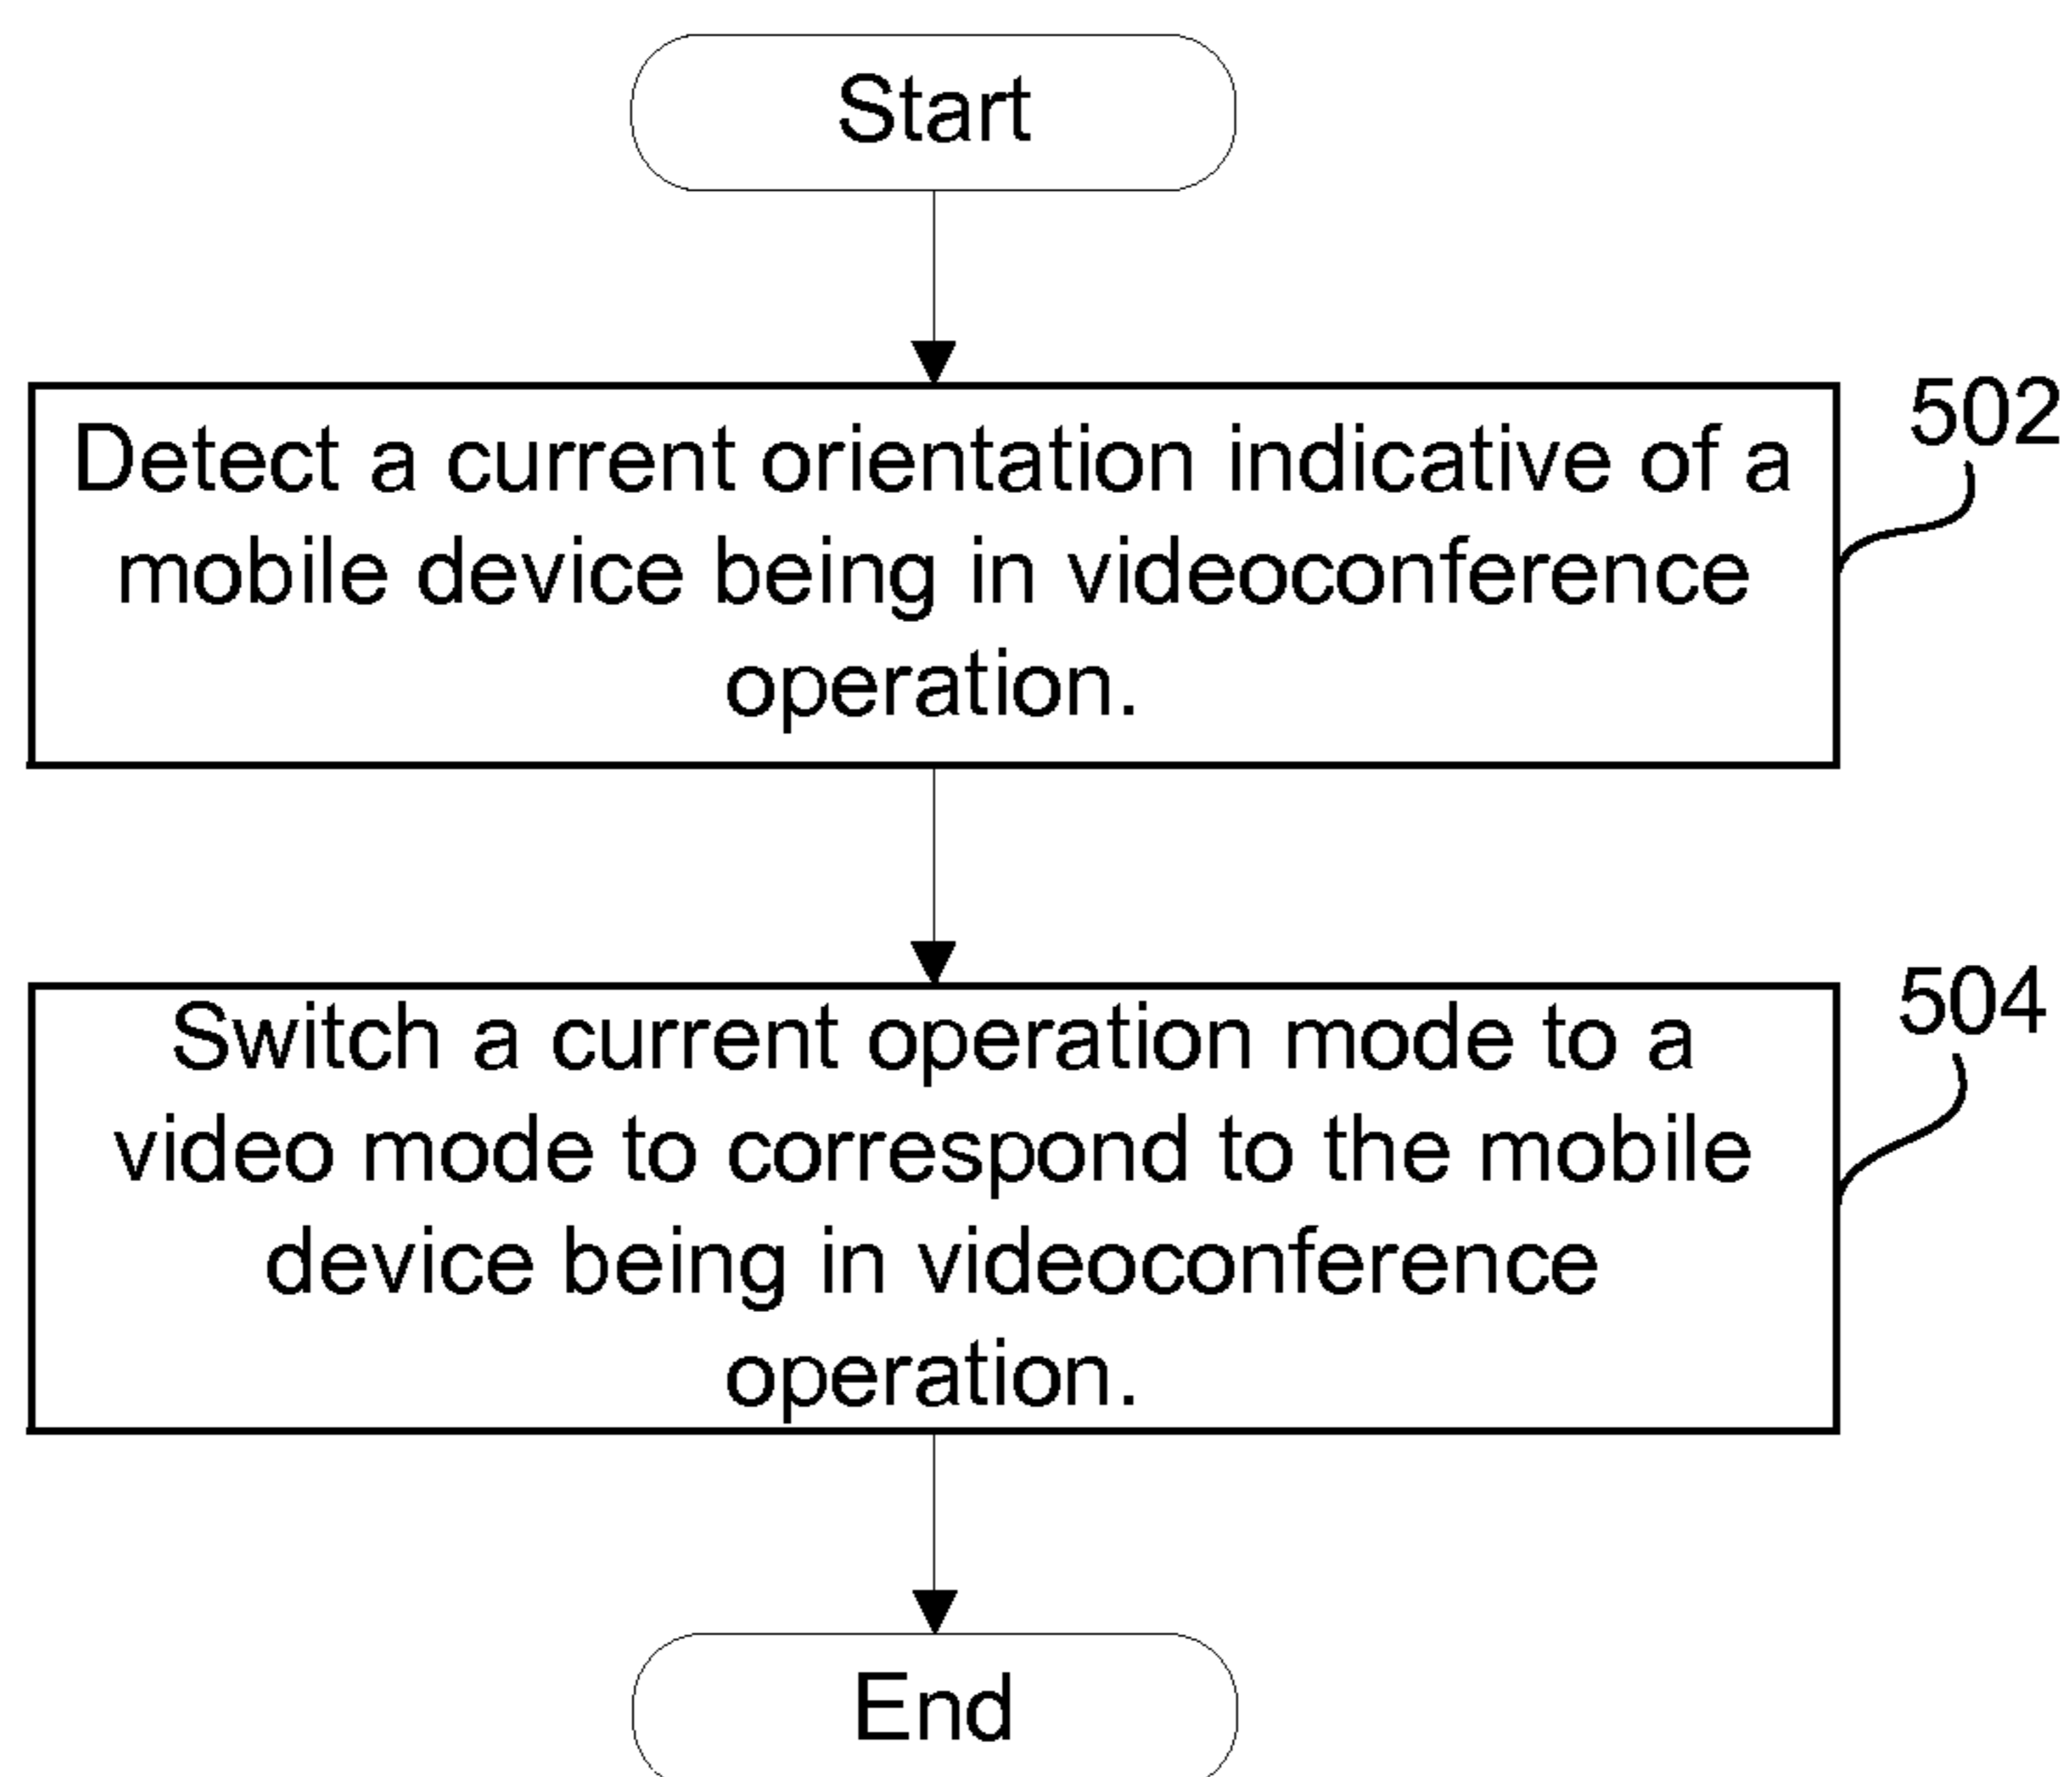 Start
502
Detect a current orientation indicative of a
mobile device being in videoconference
operation.
504
Switch a current operation mode to a
video mode to correspond to the mobile
device being in videoconference
operation.
End